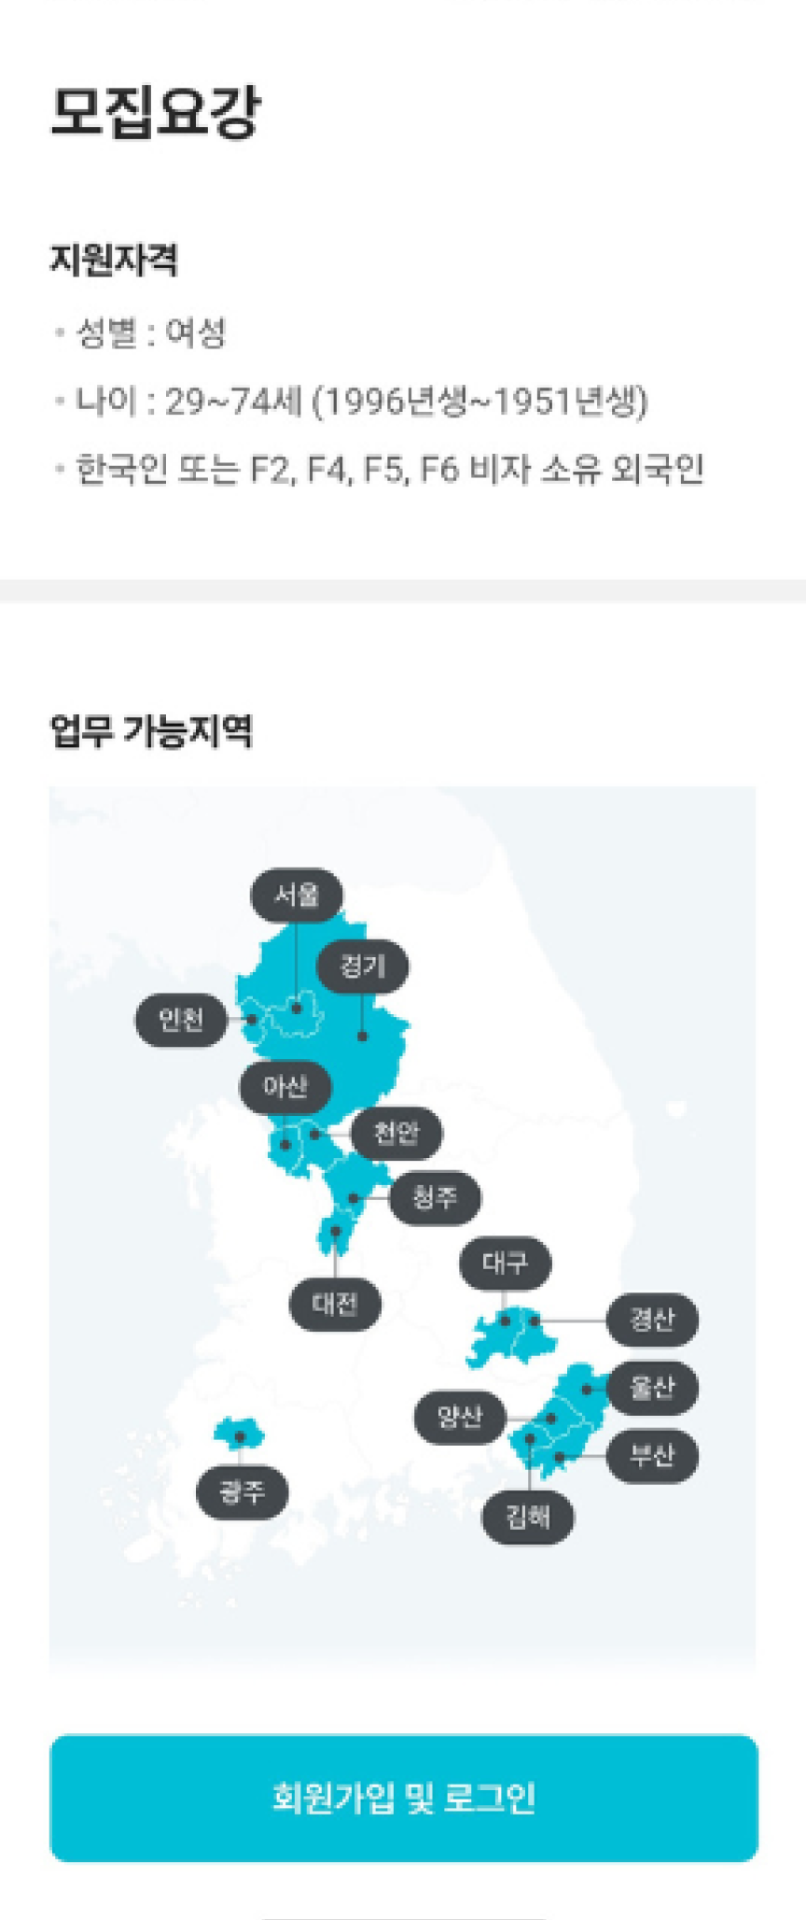 모집요강
지원자격
• 성별 : 여성
• 나이 : 29~74세 (1996년생~1951년생)
• 한국인 또는 F2, F4, F5, F6 비자 소유 외국인
업무 가능지역
서울
경기
인천
아산
천안
청주
대구
대전
경산
울산
양산
부산
광주
김해
회원가입 및 로그인